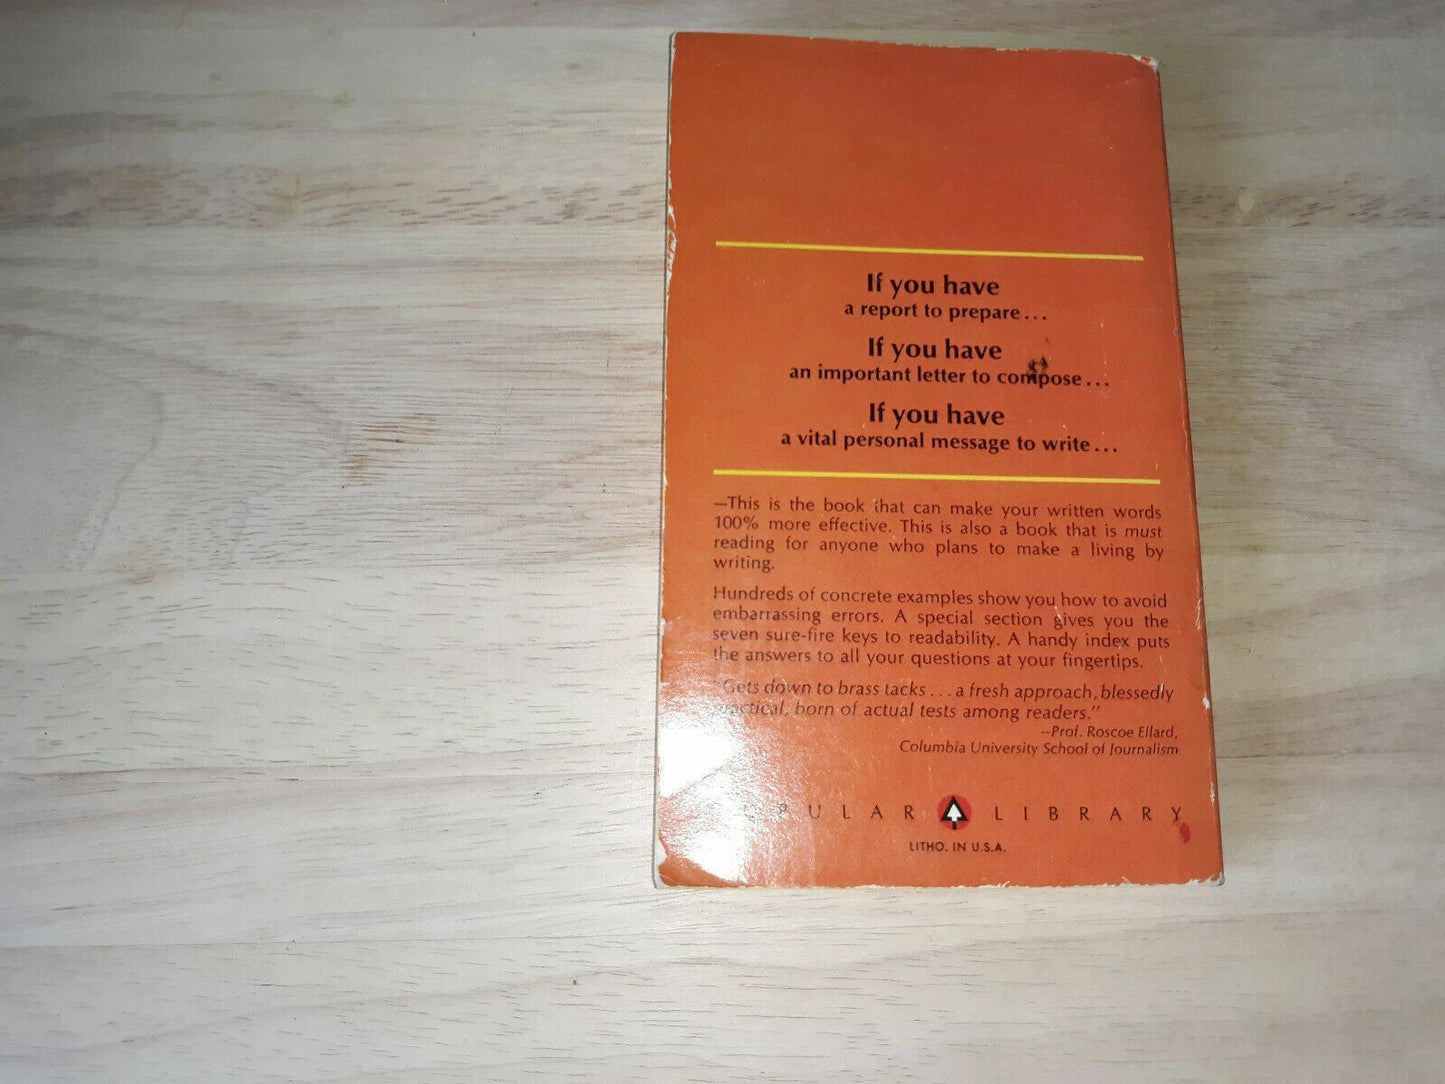 If you have
a report to prepare...
If you have
an important letter to compose...
If you have
a vital personal message to write...
—This is the book that can make your written words
100% more effective. This is also a book that is must
reading for anyone who plans to make a living by
writing.
Hundreds of concrete examples show you how to avoid
embarrassing errors. A special section gives you the
seven sure-fire keys to readability. A handy index puts
the answers to all your questions at your fingertips.
"Gets down to brass tacks...a fresh approach, blessedly
practical, born of actual tests among readers."
—Prof. Roscoe Ellard,
Columbia University School of Journalism
POPULAR LIBRARY
LITHO. IN U.S.A.